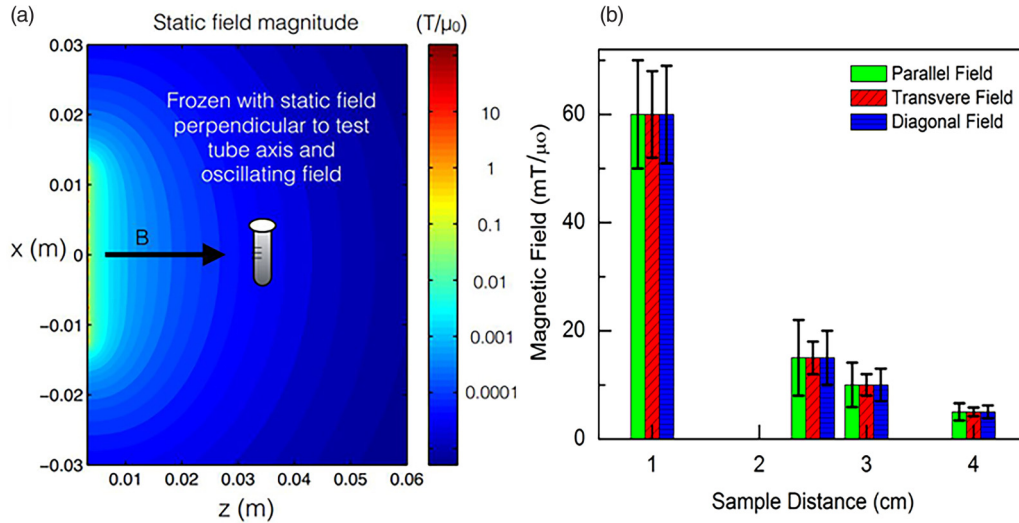 (a)
Static field magnitude
(T/μ₀)
0.03
0.02
0.01
x (m)
0
−0.01
−0.02
−0.03
Frozen with static field
perpendicular to test
tube axis and
oscillating field
B
0.01 0.02 0.03 0.04 0.05 0.06
z (m)
10
1
0.1
0.01
0.001
0.0001
(b)
Parallel Field
Transvere Field
Diagonal Field
Magnetic Field (mT/μo)
60
40
20
0
1 2 3 4
Sample Distance (cm)